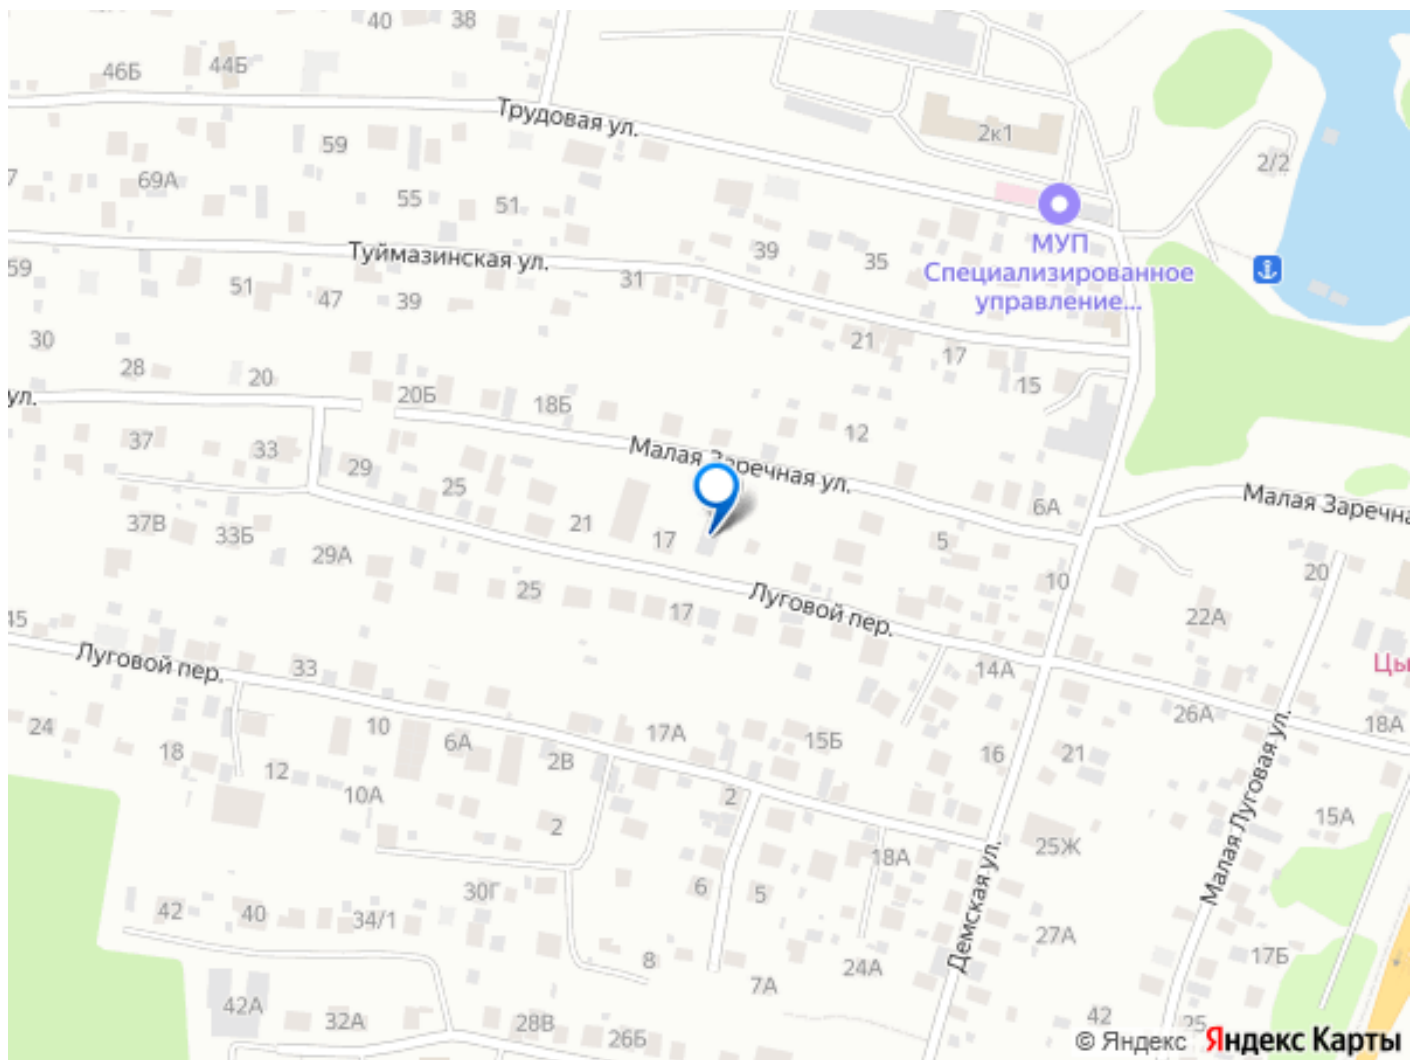 40
38
46Б
44Б
Трудовая ул.
2к1
59
2/2
7
69А
55
51
МУП
Специализированное
управление...
Туймазинская ул.
39
35
59
51
47
39
31
30
28
20
20Б
18Б
21
17
15
ул.
12
37
33
29
25
Малая Заречная ул.
6А
Малая Заречна
37В
33Б
29А
21
17
5
10
20
25
17
Луговой пер.
22А
45
Луговой пер.
33
14А
Цы
24
18
12
10
10А
6А
2В
17А
15Б
16
21
26А
18А
Малая Луговая ул.
2
2
18А
25Ж
15А
42
40
34/1
30Г
6
5
Демская ул.
27А
17Б
8
7А
24А
42А
32А
28В
26Б
42
25
© Яндекс Яндекс Карты